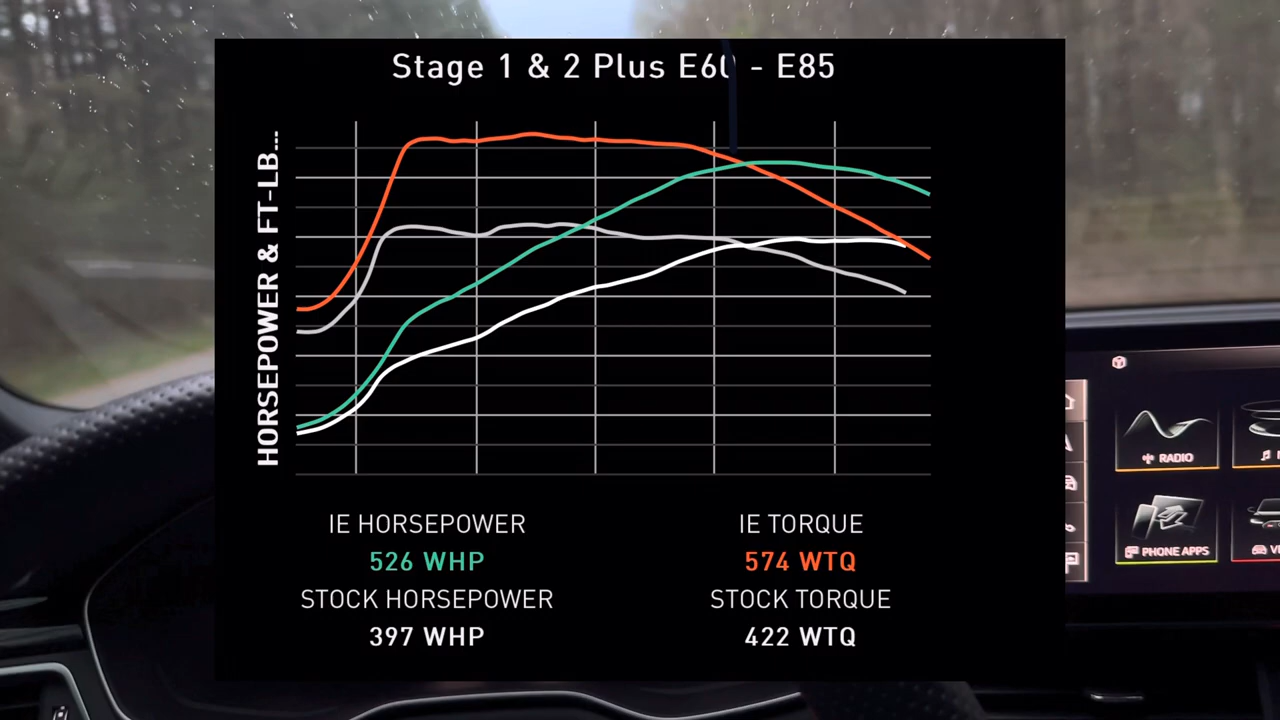 Stage 1 & 2 Plus E60 - E85
HORSEPOWER & FT-LB...
IE HORSEPOWER
526 WHP
STOCK HORSEPOWER
397 WHP
IE TORQUE
574 WTQ
STOCK TORQUE
422 WTQ
RADIO
PHONE APPS